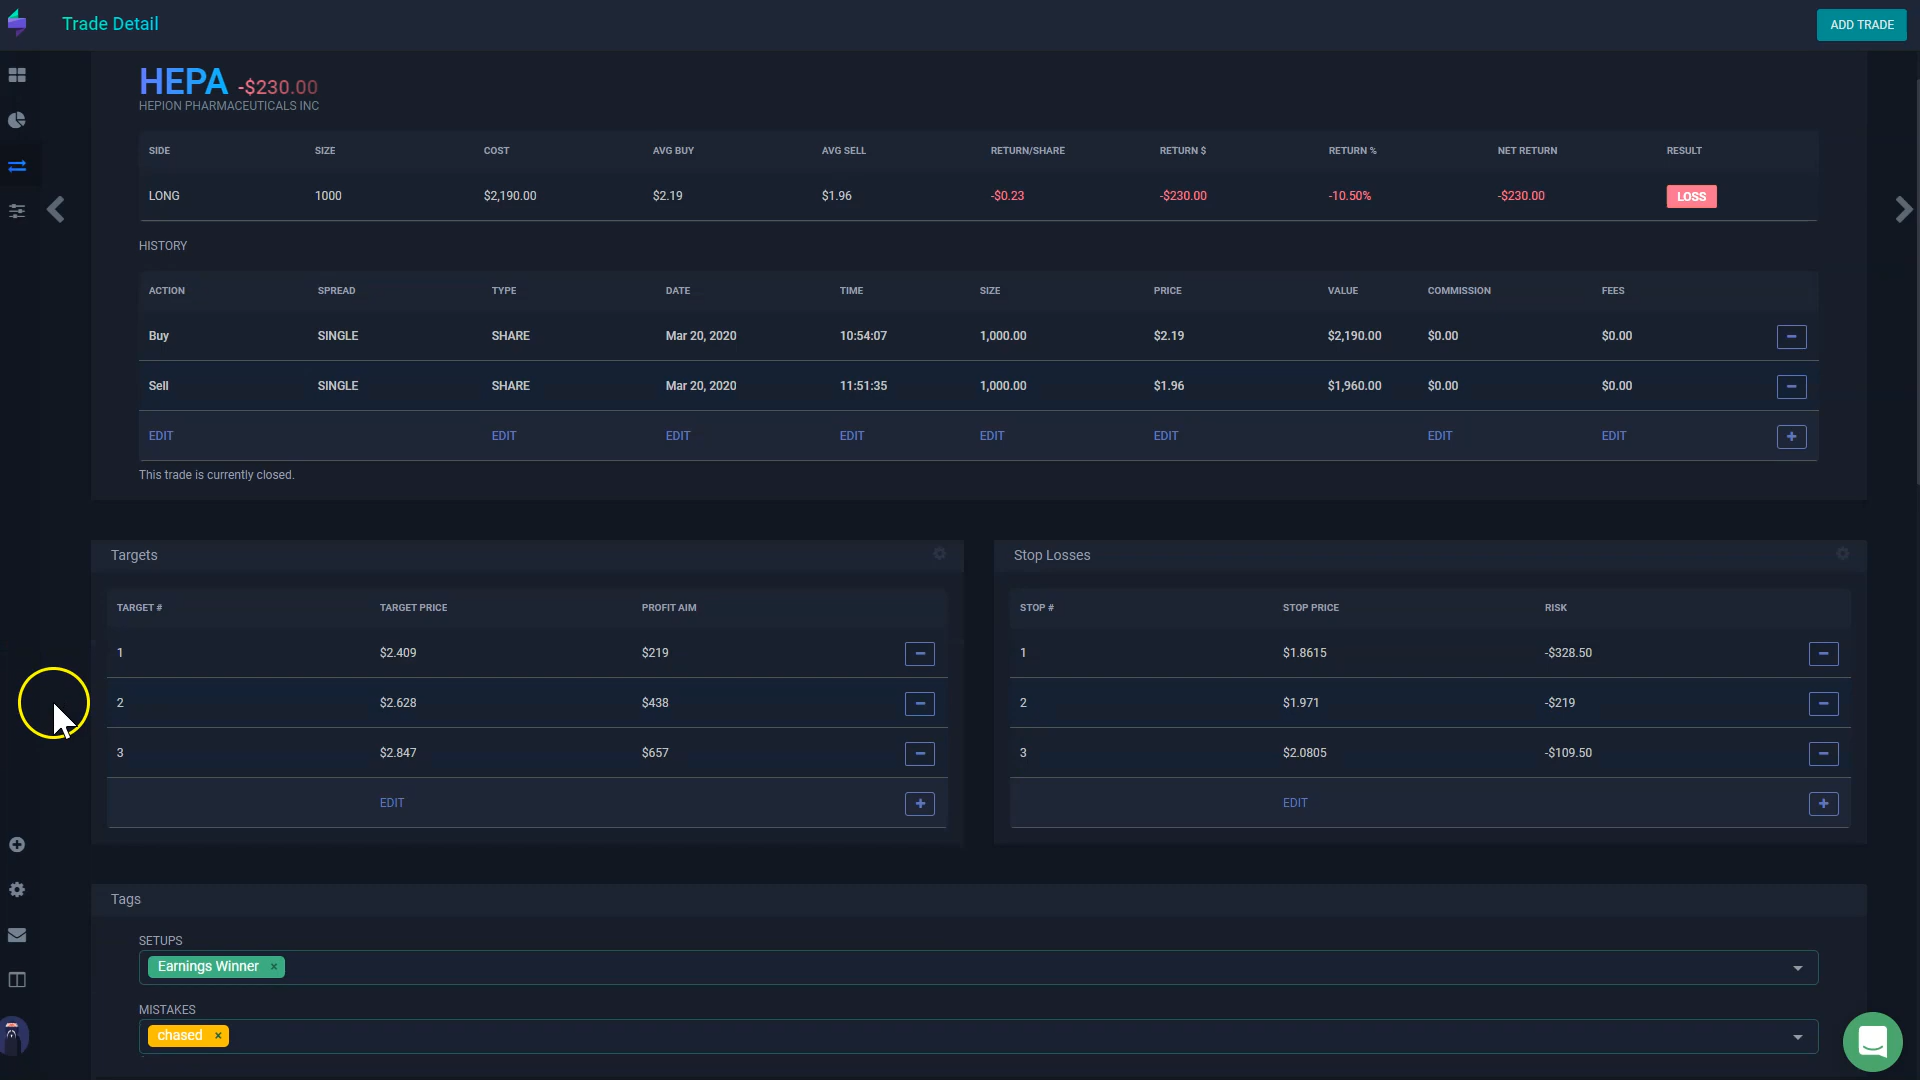 Trade Detail
ADD TRADE
HEPA -$230.00
HEPION PHARMACEUTICALS INC
SIDE SIZE COST AVG BUY AVG SELL RETURN/SHARE RETURN $ RETURN % NET RETURN RESULT
LONG 1000 $2,190.00 $2.19 $1.96 -$0.23 -$230.00 -10.50% -$230.00 LOSS
HISTORY
ACTION SPREAD TYPE DATE TIME SIZE PRICE VALUE COMMISSION FEES
Buy SINGLE SHARE Mar 20, 2020 10:54:07 1,000.00 $2.19 $2,190.00 $0.00 $0.00
Sell SINGLE SHARE Mar 20, 2020 11:51:35 1,000.00 $1.96 $1,960.00 $0.00 $0.00
EDIT EDIT EDIT EDIT EDIT EDIT EDIT EDIT
This trade is currently closed.
Targets
TARGET # TARGET PRICE PROFIT AIM
1 $2.409 $219
2 $2.628 $438
3 $2.847 $657
EDIT
Stop Losses
STOP # STOP PRICE RISK
1 $1.8615 -$328.50
2 $1.971 -$219
3 $2.0805 -$109.50
EDIT
Tags
SETUPS
Earnings Winner ×
MISTAKES
chased ×